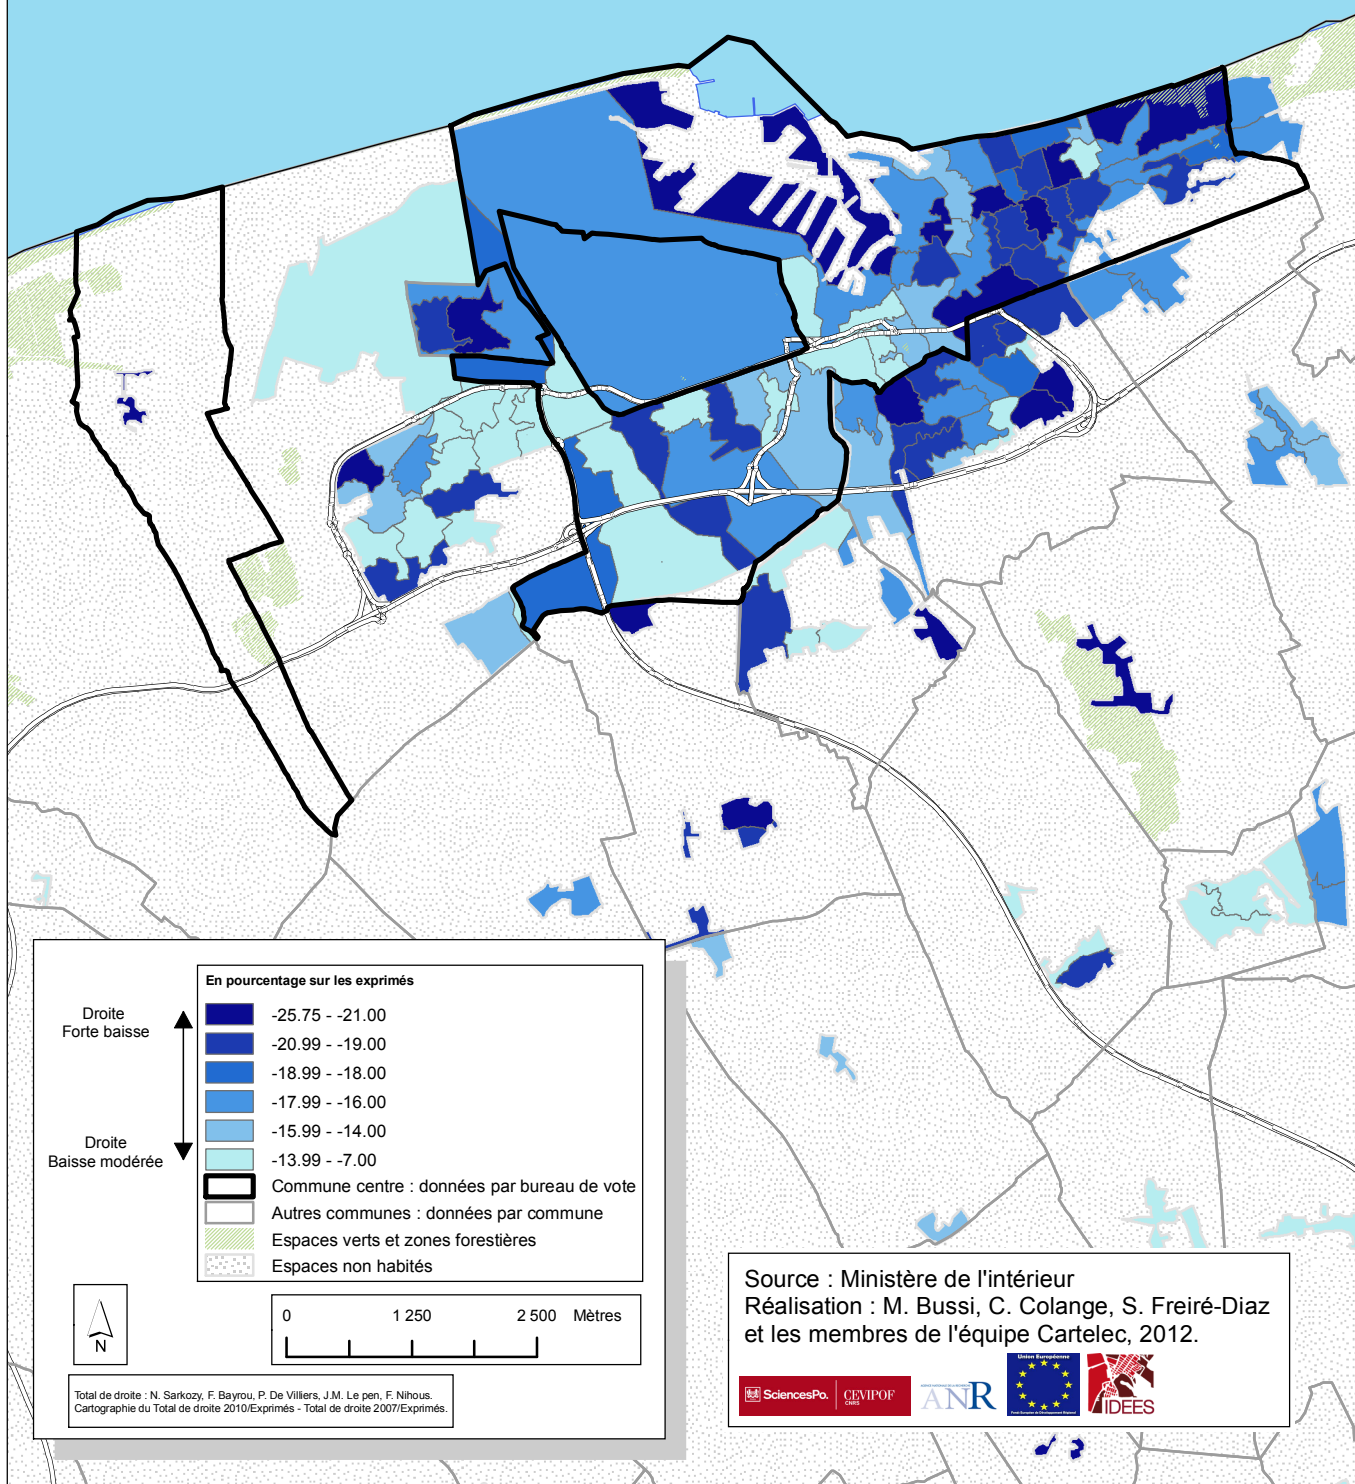 En pourcentage sur les exprimés
Droite
Forte baisse
-25.75 - -21.00
-20.99 - -19.00
-18.99 - -18.00
-17.99 - -16.00
-15.99 - -14.00
Droite
Baisse modérée
-13.99 - -7.00
Commune centre : données par bureau de vote
Autres communes : données par commune
Espaces verts et zones forestières
Espaces non habités
N
0 1 250 2 500 Mètres
Total de droite : N. Sarkozy, F. Bayrou, P. De Villiers, J.M. Le pen, F. Nihous.
Cartographie du Total de droite 2010/Exprimés - Total de droite 2007/Exprimés.
Source : Ministère de l'intérieur
Réalisation : M. Bussi, C. Colange, S. Freiré-Diaz
et les membres de l'équipe Cartelec, 2012.
SciencesPo.
CEVIPOF
CNRS
ANR
Union Européenne
IDEES